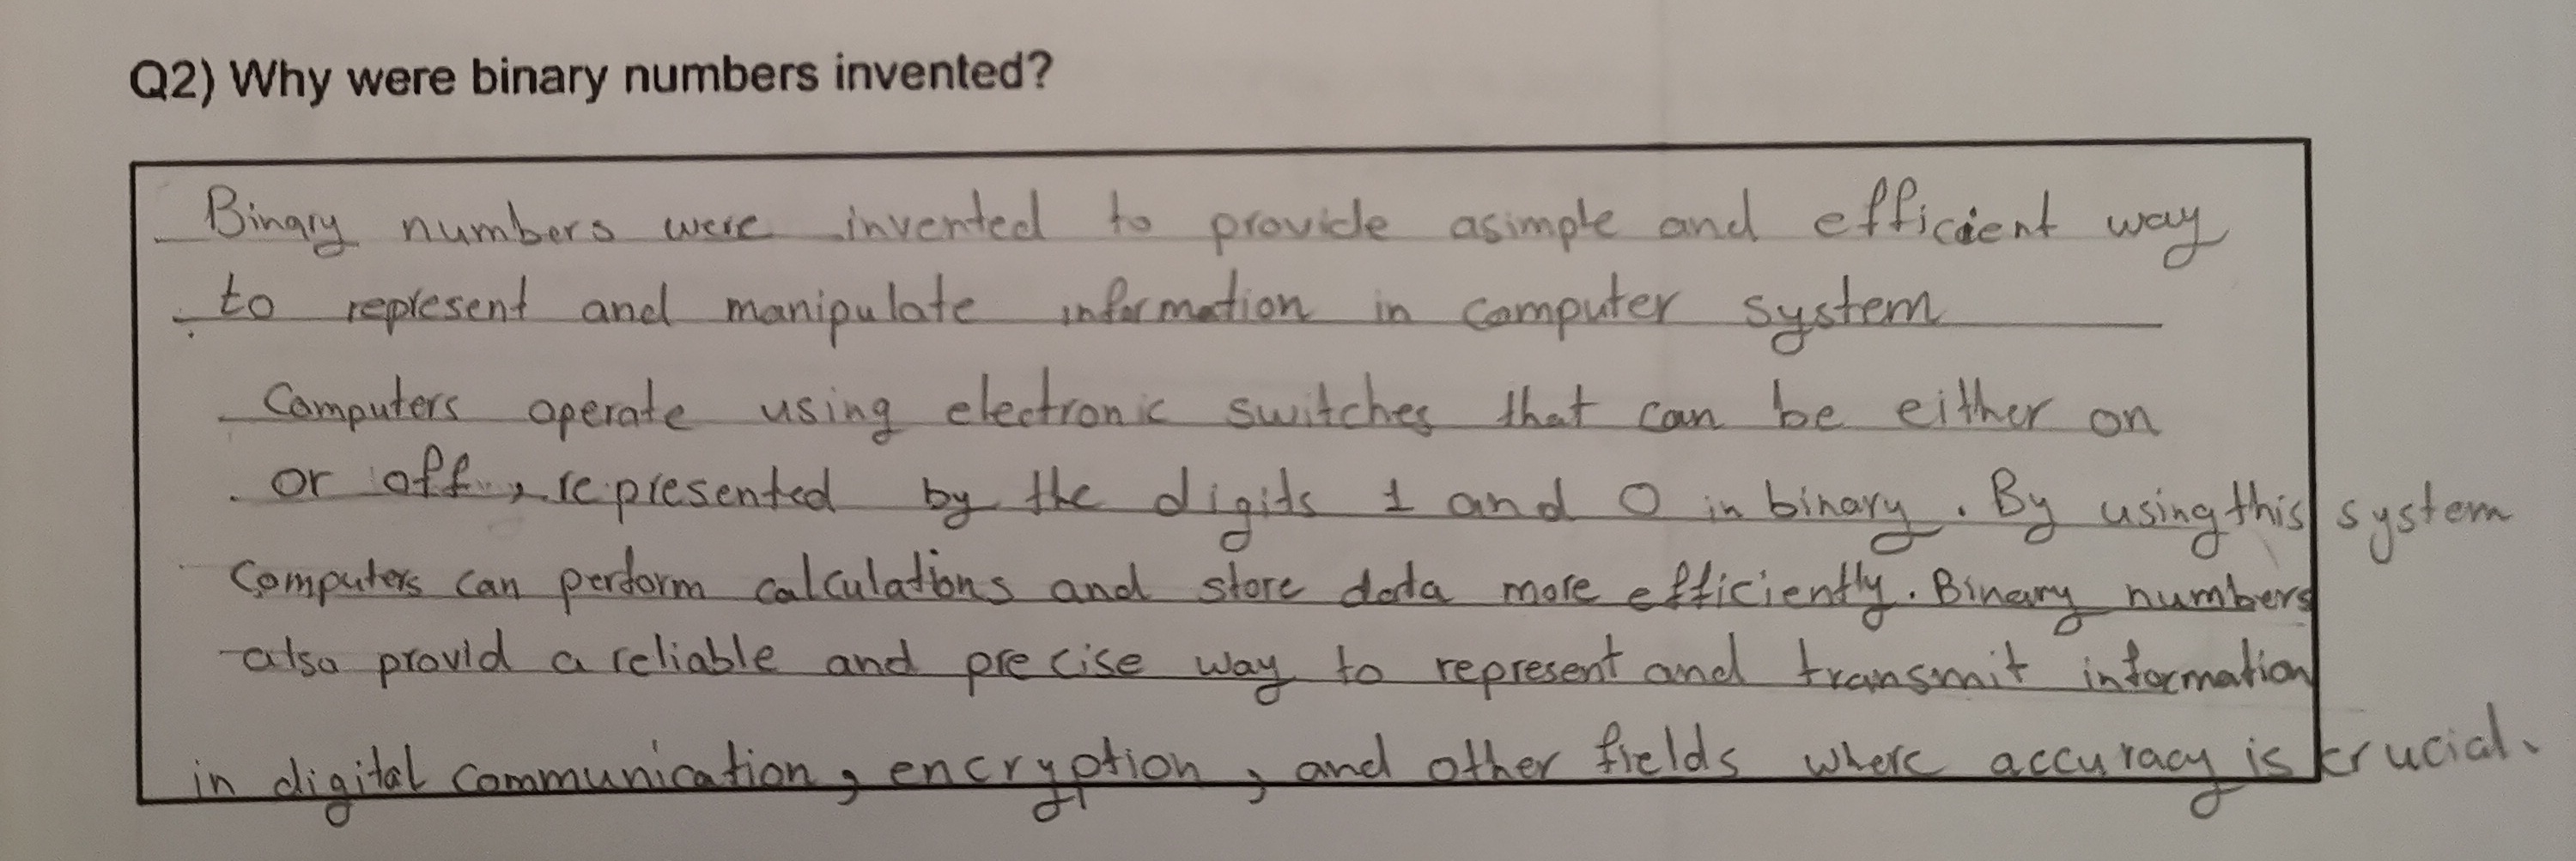 Q2) Why were binary numbers invented?
Binary numbers were invented to provide asimple and efficient way
to represent and manipulate information in computer system
Computers operate using electronic switches that can be either on
or off, represented by the digits 1 and 0 in binary. By using this system
Computers can perform calculations and store data more efficiently. Binary numbers
also provid a reliable and precise way to represent and transmit information
in digital communication, encryption, and other fields where accuracy is crucial.